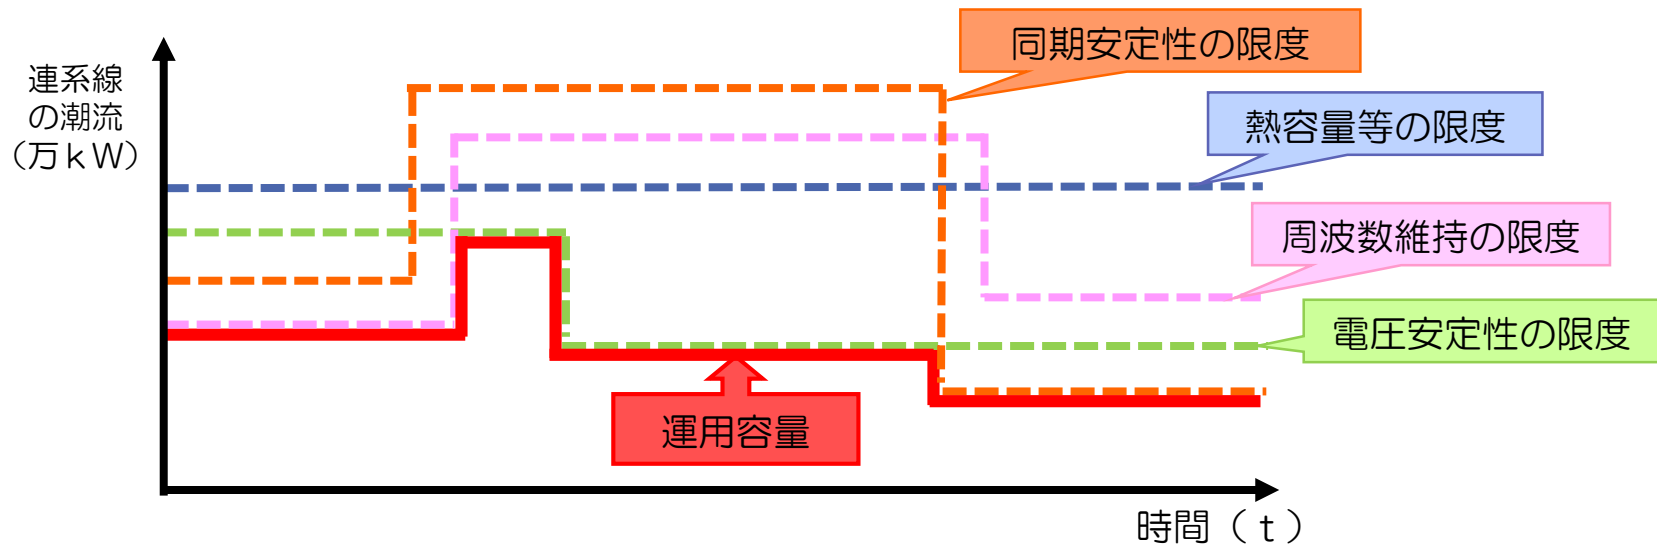 連系線
の潮流
（万ｋＷ）
同期安定性の限度
熱容量等の限度
周波数維持の限度
電圧安定性の限度
運用容量
時間（ｔ）